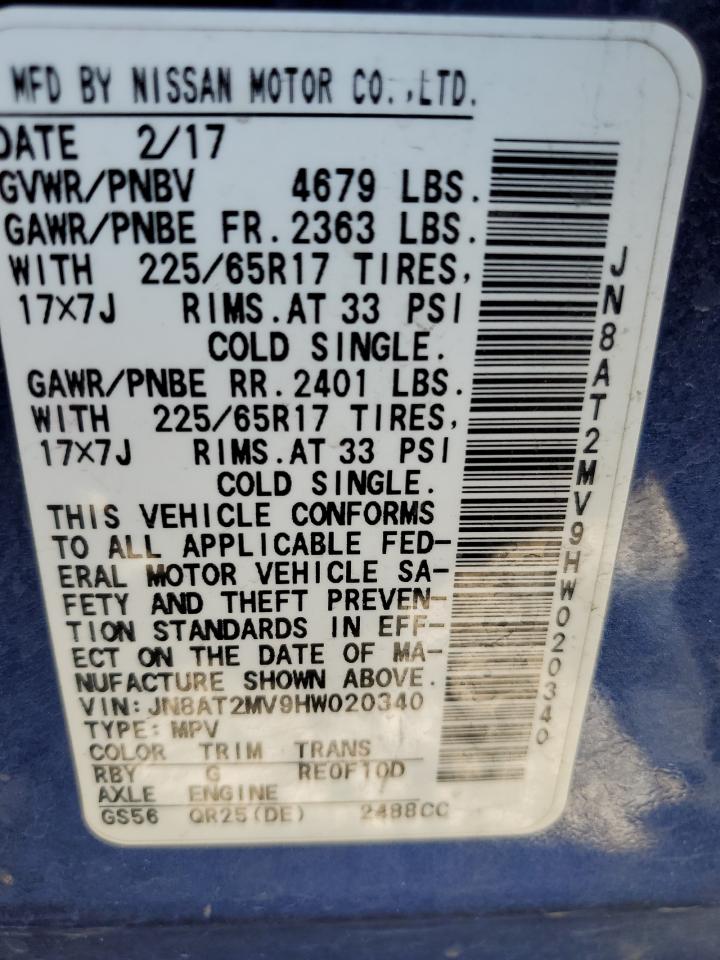 MFD BY NISSAN MOTOR CO.,LTD.
DATE 2/17
GVWR/PNBV 4679 LBS.
GAWR/PNBE FR. 2363 LBS.
WITH 225/65R17 TIRES,
17×7J RIMS.AT 33 PSI
COLD SINGLE.
GAWR/PNBE RR. 2401 LBS.
WITH 225/65R17 TIRES,
17×7J RIMS.AT 33 PSI
COLD SINGLE.
THIS VEHICLE CONFORMS
TO ALL APPLICABLE FED-
ERAL MOTOR VEHICLE SA-
FETY AND THEFT PREVEN-
TION STANDARDS IN EFF-
ECT ON THE DATE OF MA-
NUFACTURE SHOWN ABOVE.
VIN: JN8AT2MV9HW020340
TYPE: MPV
COLOR TRIM TRANS
RBY G RE0F10D
AXLE ENGINE
GS56 QR25(DE) 2488CC
JN8AT2MV9HW020340